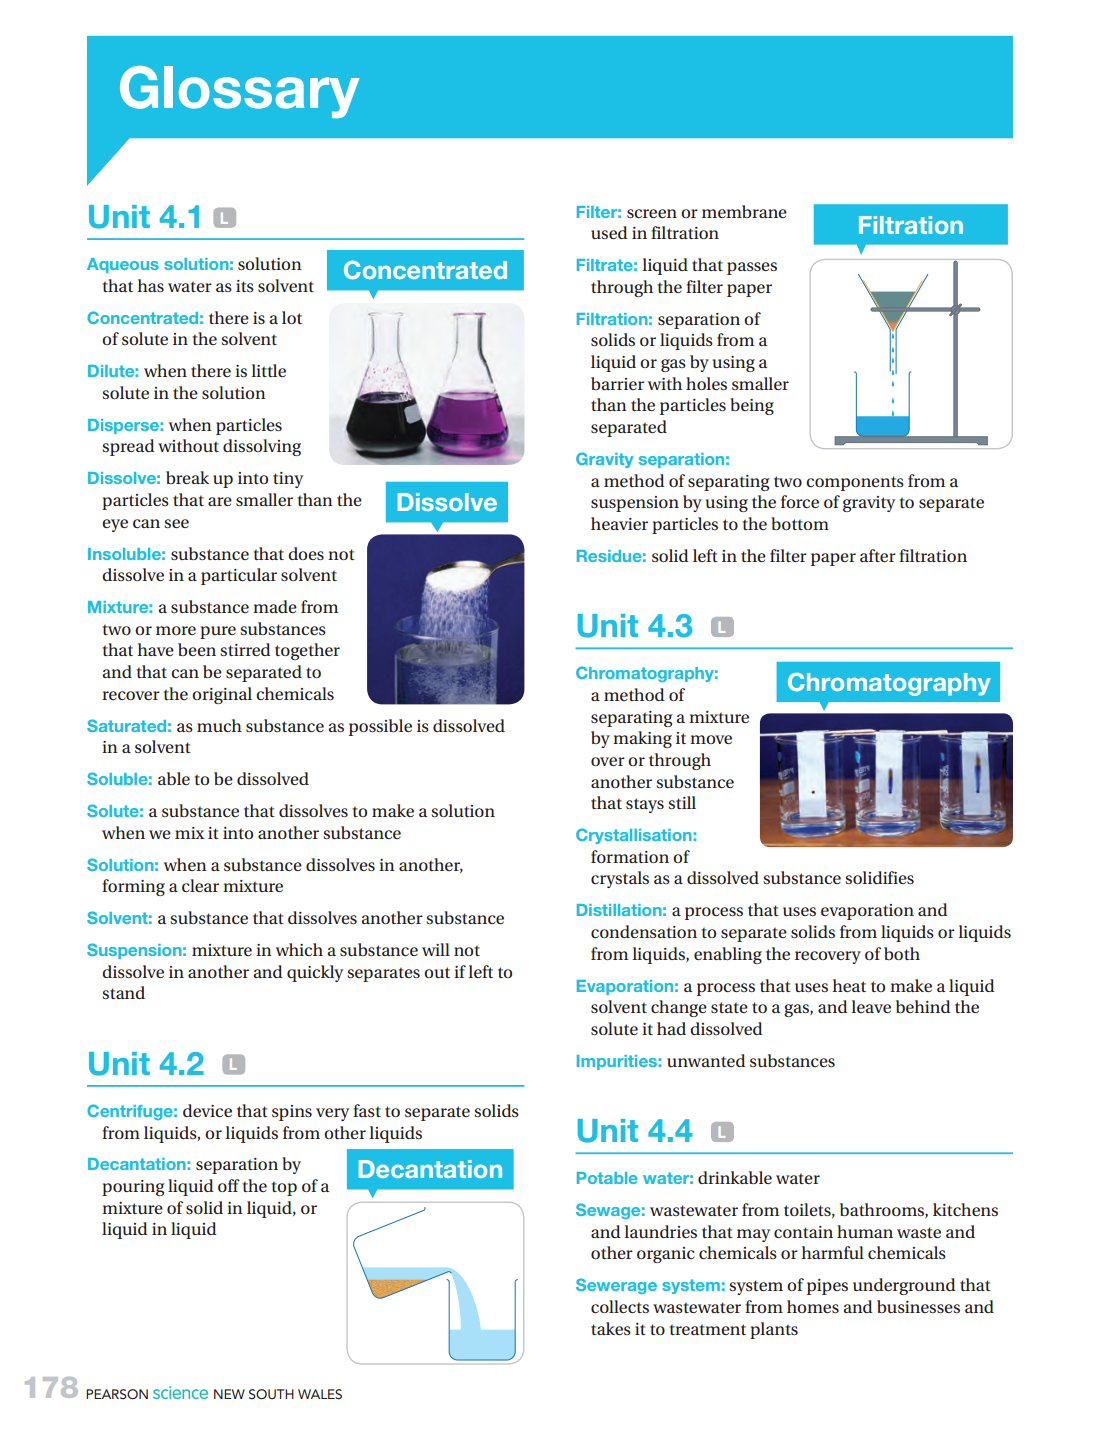 Glossary
Unit 4.1 L
Aqueous solution: solution
that has water as its solvent
Concentrated: there is a lot
of solute in the solvent
Dilute: when there is little
solute in the solution
Disperse: when particles
spread without dissolving
Dissolve: break up into tiny
particles that are smaller than the
eye can see
Insoluble: substance that does not
dissolve in a particular solvent
Mixture: a substance made from
two or more pure substances
that have been stirred together
and that can be separated to
recover the original chemicals
Saturated: as much substance as possible is dissolved
in a solvent
Soluble: able to be dissolved
Solute: a substance that dissolves to make a solution
when we mix it into another substance
Solution: when a substance dissolves in another,
forming a clear mixture
Solvent: a substance that dissolves another substance
Suspension: mixture in which a substance will not
dissolve in another and quickly separates out if left to
stand
Concentrated
Dissolve
Unit 4.2 L
Centrifuge: device that spins very fast to separate solids
from liquids, or liquids from other liquids
Decantation: separation by
pouring liquid off the top of a
mixture of solid in liquid, or
liquid in liquid
Decantation
Filter: screen or membrane
used in filtration
Filtrate: liquid that passes
through the filter paper
Filtration: separation of
solids or liquids from a
liquid or gas by using a
barrier with holes smaller
than the particles being
separated
Filtration
Gravity separation:
a method of separating two components from a
suspension by using the force of gravity to separate
heavier particles to the bottom
Residue: solid left in the filter paper after filtration
Unit 4.3 L
Chromatography:
a method of
separating a mixture
by making it move
over or through
another substance
that stays still
Chromatography
Crystallisation:
formation of
crystals as a dissolved substance solidifies
Distillation: a process that uses evaporation and
condensation to separate solids from liquids or liquids
from liquids, enabling the recovery of both
Evaporation: a process that uses heat to make a liquid
solvent change state to a gas, and leave behind the
solute it had dissolved
Impurities: unwanted substances
Unit 4.4 L
Potable water: drinkable water
Sewage: wastewater from toilets, bathrooms, kitchens
and laundries that may contain human waste and
other organic chemicals or harmful chemicals
Sewerage system: system of pipes underground that
collects wastewater from homes and businesses and
takes it to treatment plants
178 PEARSON science NEW SOUTH WALES